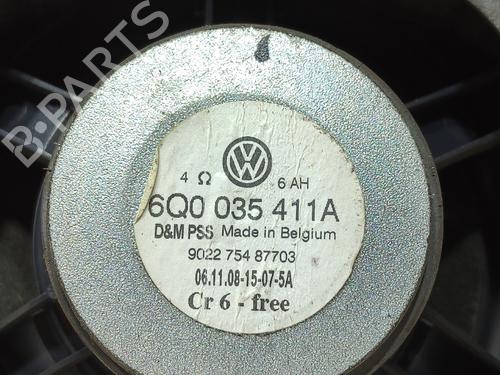 B-PARTS
4 Ω 6 AH
6Q0 035 411A
D&M PSS Made in Belgium
9022 754 87703
06.11.08-15-07-5A
Cr 6 - free